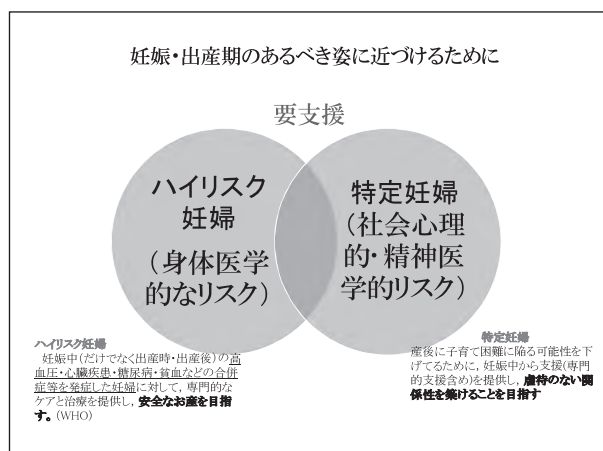 妊娠・出産期のあるべき姿に近づけるために
要支援
ハイリスク
妊婦
（身体医学
的なリスク）
特定妊婦
（社会心理
的・精神医
学的リスク）
ハイリスク妊婦
妊娠中（だけでなく出産時・出産後）の高
血圧・心臓疾患・糖尿病・貧血などの合併
症等を発症した妊婦に対して，専門的な
ケアと治療を提供し，安全なお産を目指
す。（WHO）
特定妊婦
産後に子育て困難に陥る可能性を下
げてるために，妊娠中から支援（専門
的支援含め）を提供し，虐待のない関
係性を築けることを目指す